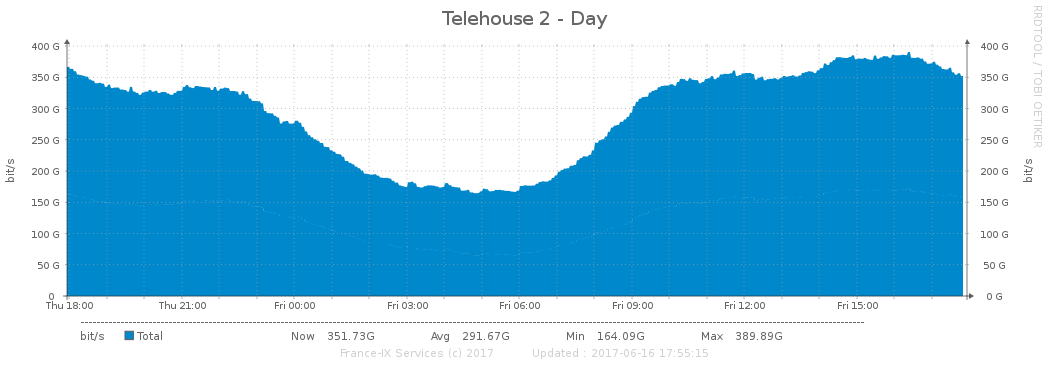 Telehouse 2 - Day
RRDTOOL / TOBI OETIKER
400 G 400 G
350 G 350 G
300 G 300 G
250 G 250 G
200 G 200 G
150 G 150 G
100 G 100 G
50 G 50 G
0 0 G
bit/s bit/s
Thu 18:00 Thu 21:00 Fri 00:00 Fri 03:00 Fri 06:00 Fri 09:00 Fri 12:00 Fri 15:00
bit/s Total Now 351.73G Avg 291.67G Min 164.09G Max 389.89G
France-IX Services (c) 2017 Updated : 2017-06-16 17:55:15